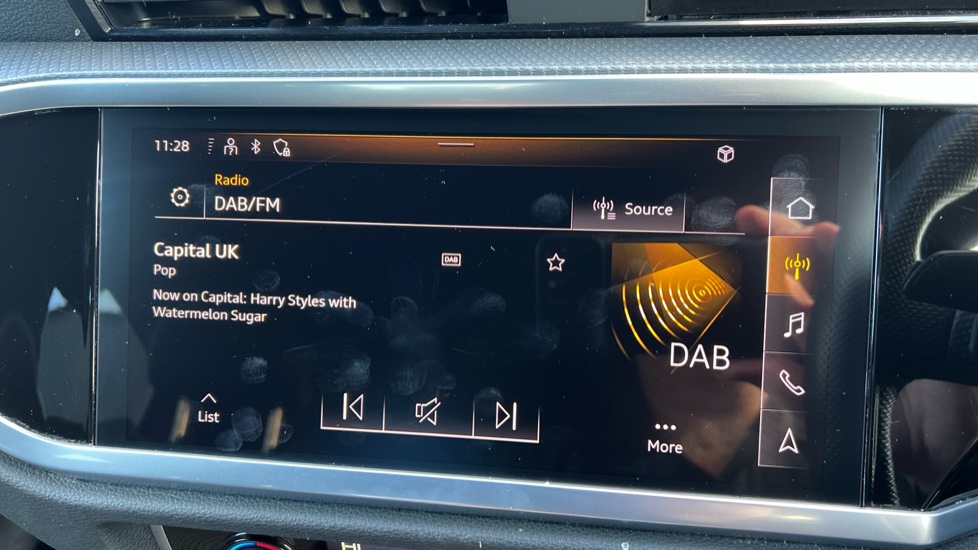 11:28
Radio
DAB/FM
Source
Capital UK
DAB
Pop
Now on Capital: Harry Styles with
Watermelon Sugar
DAB
List
More